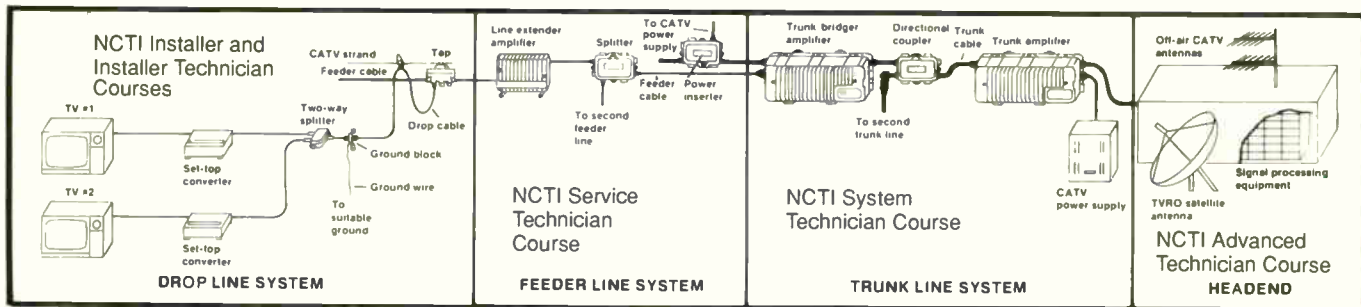 NCTI Installer and
Installer Technician
Courses
CATV strand
Feeder cable
Tap
TV #1
Two-way
splitter
Drop cable
Set-top
converter
Ground block
TV #2
Ground wire
To
suitable
ground
Set-top
converter
DROP LINE SYSTEM
Line extender
amplifier
Splitter
To CATV
power
supply
Feeder
cable
Power
inserter
To second
feeder
line
NCTI Service
Technician
Course
FEEDER LINE SYSTEM
Trunk bridger
amplifier
Directional
coupler
Trunk
cable
Trunk amplifier
To second
trunk line
CATV
power supply
NCTI System
Technician Course
TRUNK LINE SYSTEM
Off-air CATV
antennas
Signal processing
equipment
TVRO satellite
antenna
NCTI Advanced
Technician Course
HEADEND